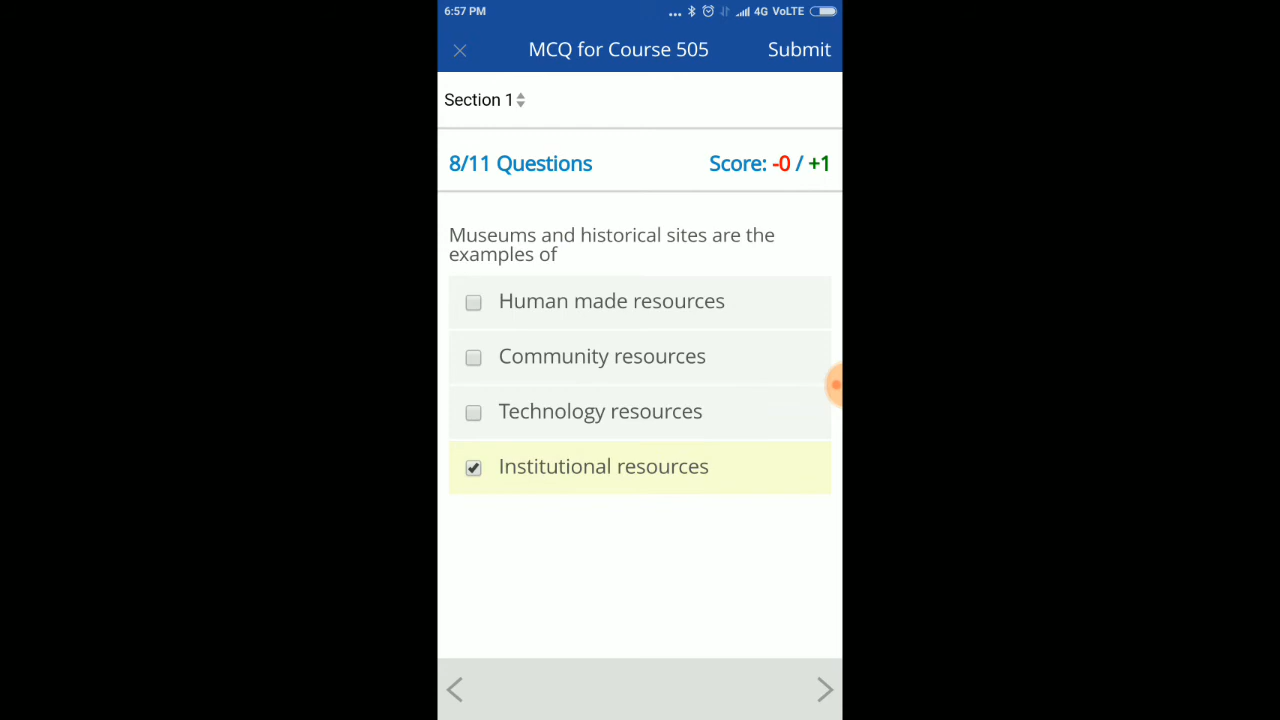 6:57 PM
4G VoLTE
MCQ for Course 505
Submit
Section 1
8/11 Questions
Score: -0 / +1
Museums and historical sites are the
examples of
Human made resources
Community resources
Technology resources
Institutional resources